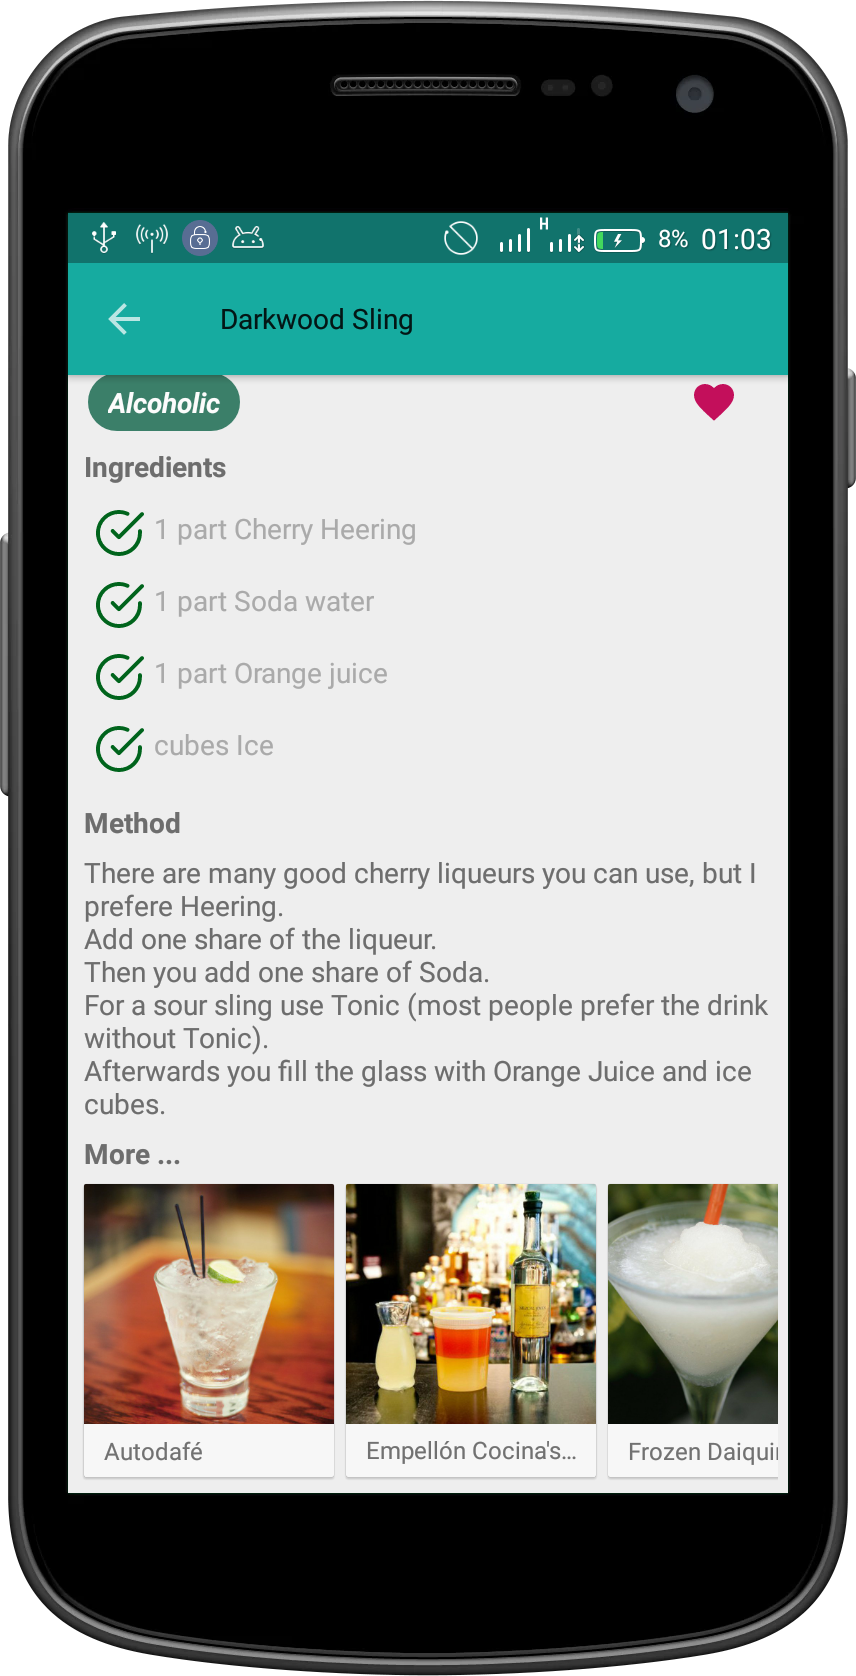 H
8% 01:03
Darkwood Sling
Alcoholic
Ingredients
1 part Cherry Heering
1 part Soda water
1 part Orange juice
cubes Ice
Method
There are many good cherry liqueurs you can use, but I
prefere Heering.
Add one share of the liqueur.
Then you add one share of Soda.
For a sour sling use Tonic (most people prefer the drink
without Tonic).
Afterwards you fill the glass with Orange Juice and ice
cubes.
More ...
Autodafé
Empellón Cocina's...
Frozen Daiquir